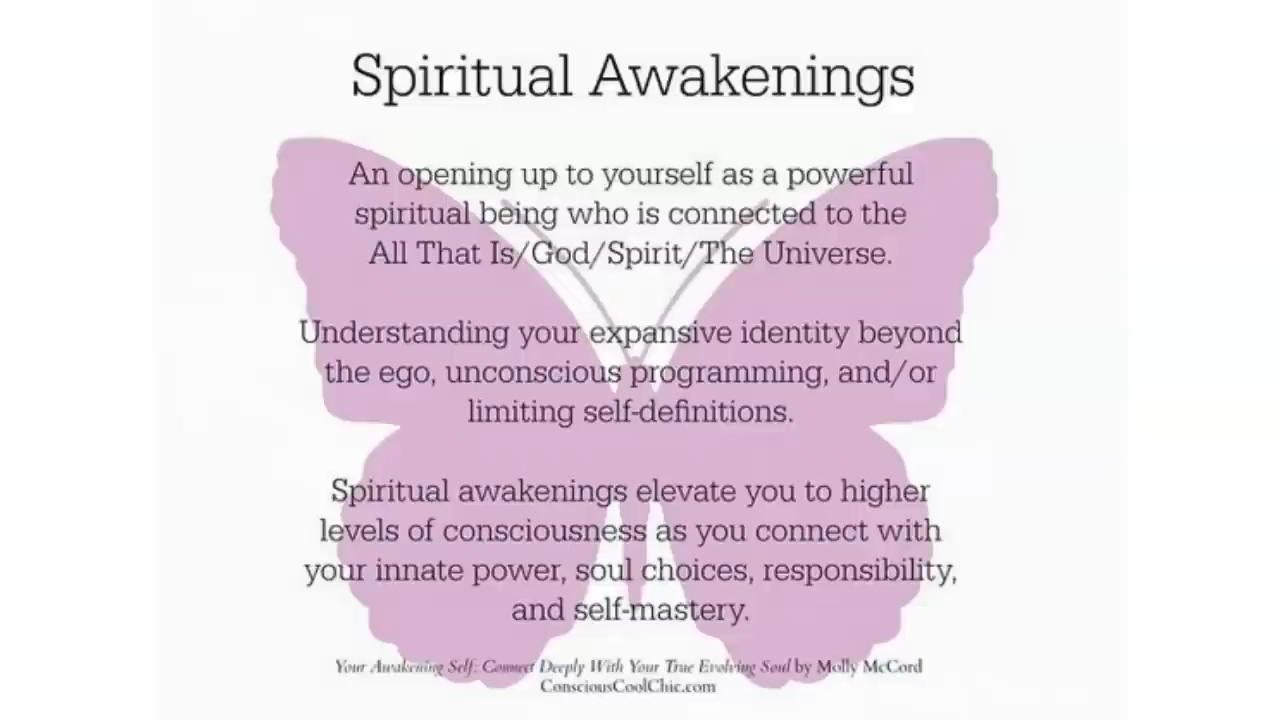 Spiritual Awakenings
An opening up to yourself as a powerful
spiritual being who is connected to the
All That Is/God/Spirit/The Universe.
Understanding your expansive identity beyond
the ego, unconscious programming, and/or
limiting self-definitions.
Spiritual awakenings elevate you to higher
levels of consciousness as you connect with
your innate power, soul choices, responsibility,
and self-mastery.
Your Awakening Self: Connect Deeply With Your True Evolving Soul by Molly McCord
ConsciousCoolChic.com